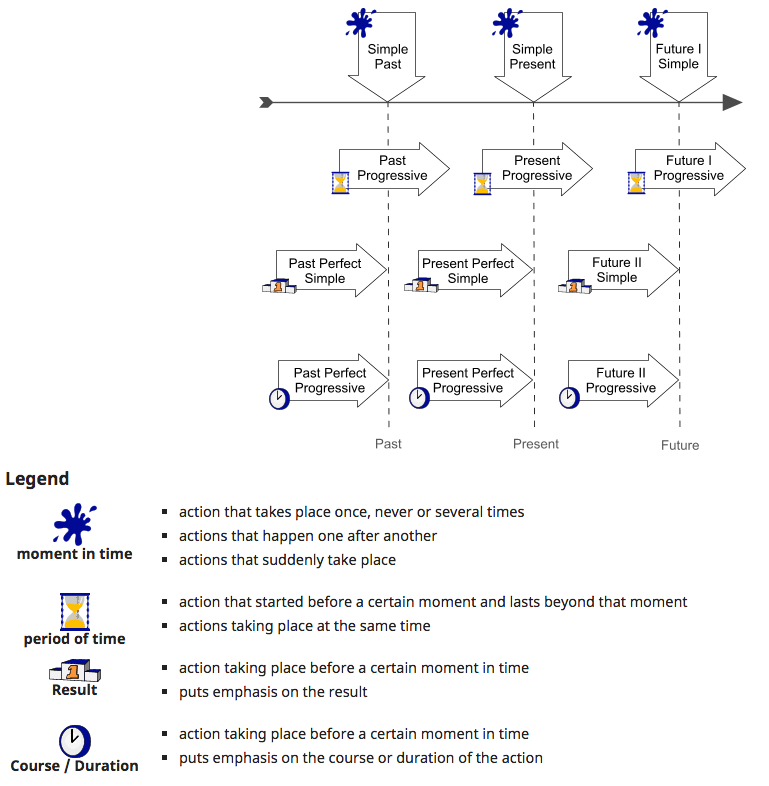 Simple
Past
Simple
Present
Future I
Simple
Past
Progressive
Present
Progressive
Future I
Progressive
Past Perfect
Simple
1
Present Perfect
Simple
1
Future II
Simple
1
Past Perfect
Progressive
Present Perfect
Progressive
Future II
Progressive
Past
Present
Future
Legend
moment in time
▪ action that takes place once, never or several times
▪ actions that happen one after another
▪ actions that suddenly take place
period of time
▪ action that started before a certain moment and lasts beyond that moment
▪ actions taking place at the same time
1
Result
▪ action taking place before a certain moment in time
▪ puts emphasis on the result
Course / Duration
▪ action taking place before a certain moment in time
▪ puts emphasis on the course or duration of the action